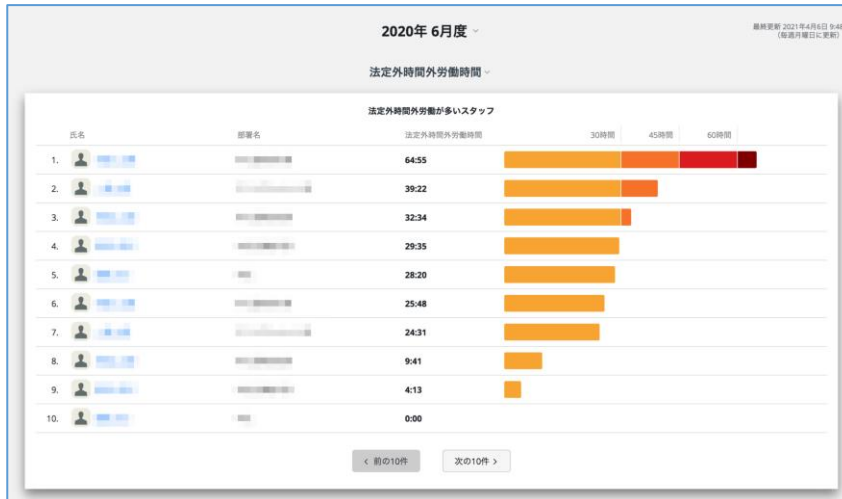 2020年 6月度
最終更新 2021年4月6日 9:48
(毎週月曜日に更新)
法定外時間外労働時間
法定外時間外労働が多いスタッフ
氏名 部署名 法定外時間外労働時間 30時間 45時間 60時間
1. 64:55
2. 39:22
3. 32:34
4. 29:35
5. 28:20
6. 25:48
7. 24:31
8. 9:41
9. 4:13
10. 0:00
< 前の10件 次の10件 >